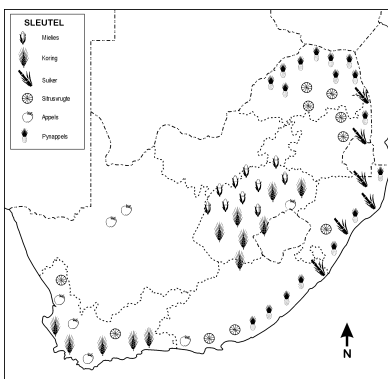 SLEUTEL
Mielies
Koring
Suiker
Sitrusvrugte
Appels
Pynappels
N